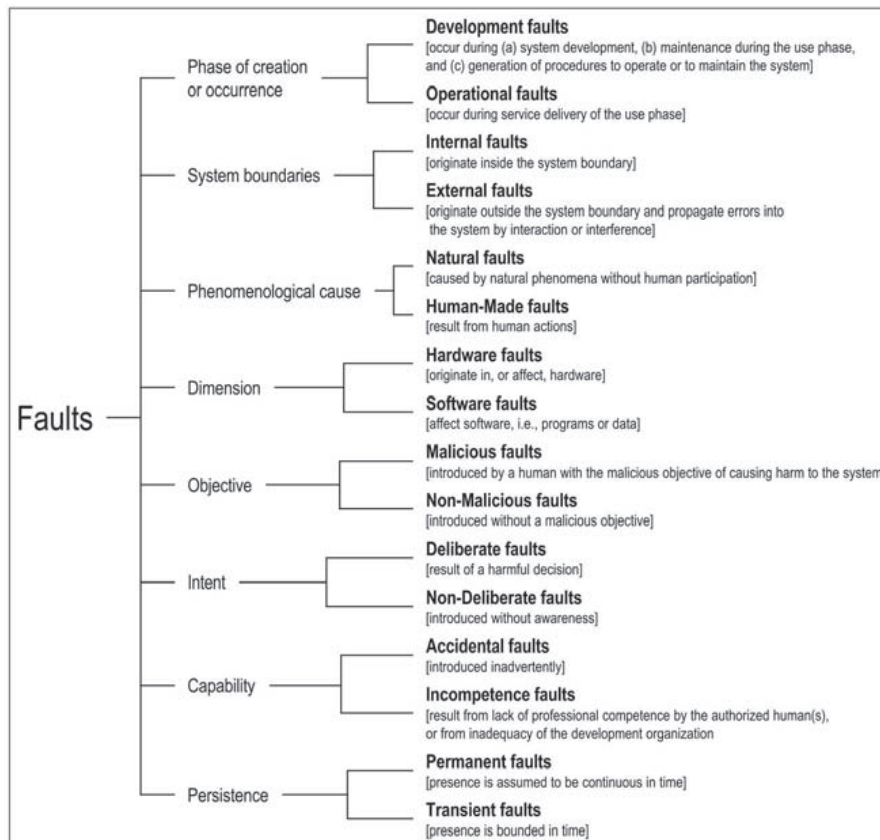 Faults
Phase of creation
or occurrence
Development faults
[occur during (a) system development, (b) maintenance during the use phase,
and (c) generation of procedures to operate or to maintain the system]
Operational faults
[occur during service delivery of the use phase]
System boundaries
Internal faults
[originate inside the system boundary]
External faults
[originate outside the system boundary and propagate errors into
the system by interaction or interference]
Phenomenological cause
Natural faults
[caused by natural phenomena without human participation]
Human-Made faults
[result from human actions]
Dimension
Hardware faults
[originate in, or affect, hardware]
Software faults
[affect software, i.e., programs or data]
Objective
Malicious faults
[introduced by a human with the malicious objective of causing harm to the system
Non-Malicious faults
[introduced without a malicious objective]
Intent
Deliberate faults
[result of a harmful decision]
Non-Deliberate faults
[introduced without awareness]
Capability
Accidental faults
[introduced inadvertently]
Incompetence faults
[result from lack of professional competence by the authorized human(s),
or from inadequacy of the development organization
Persistence
Permanent faults
[presence is assumed to be continuous in time]
Transient faults
[presence is bounded in time]